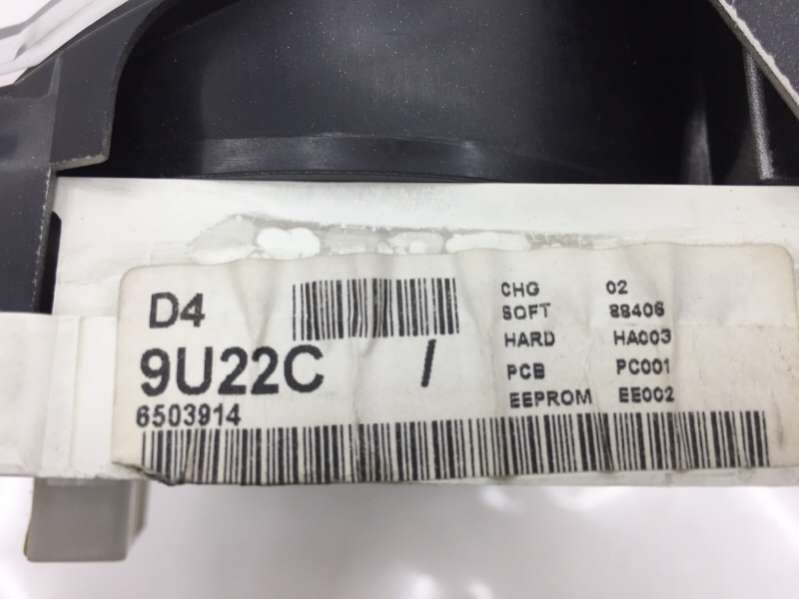 D4
9U22C /
6503914
CHG 02
SOFT 88406
HARD HA003
PCB PC001
EEPROM EE002